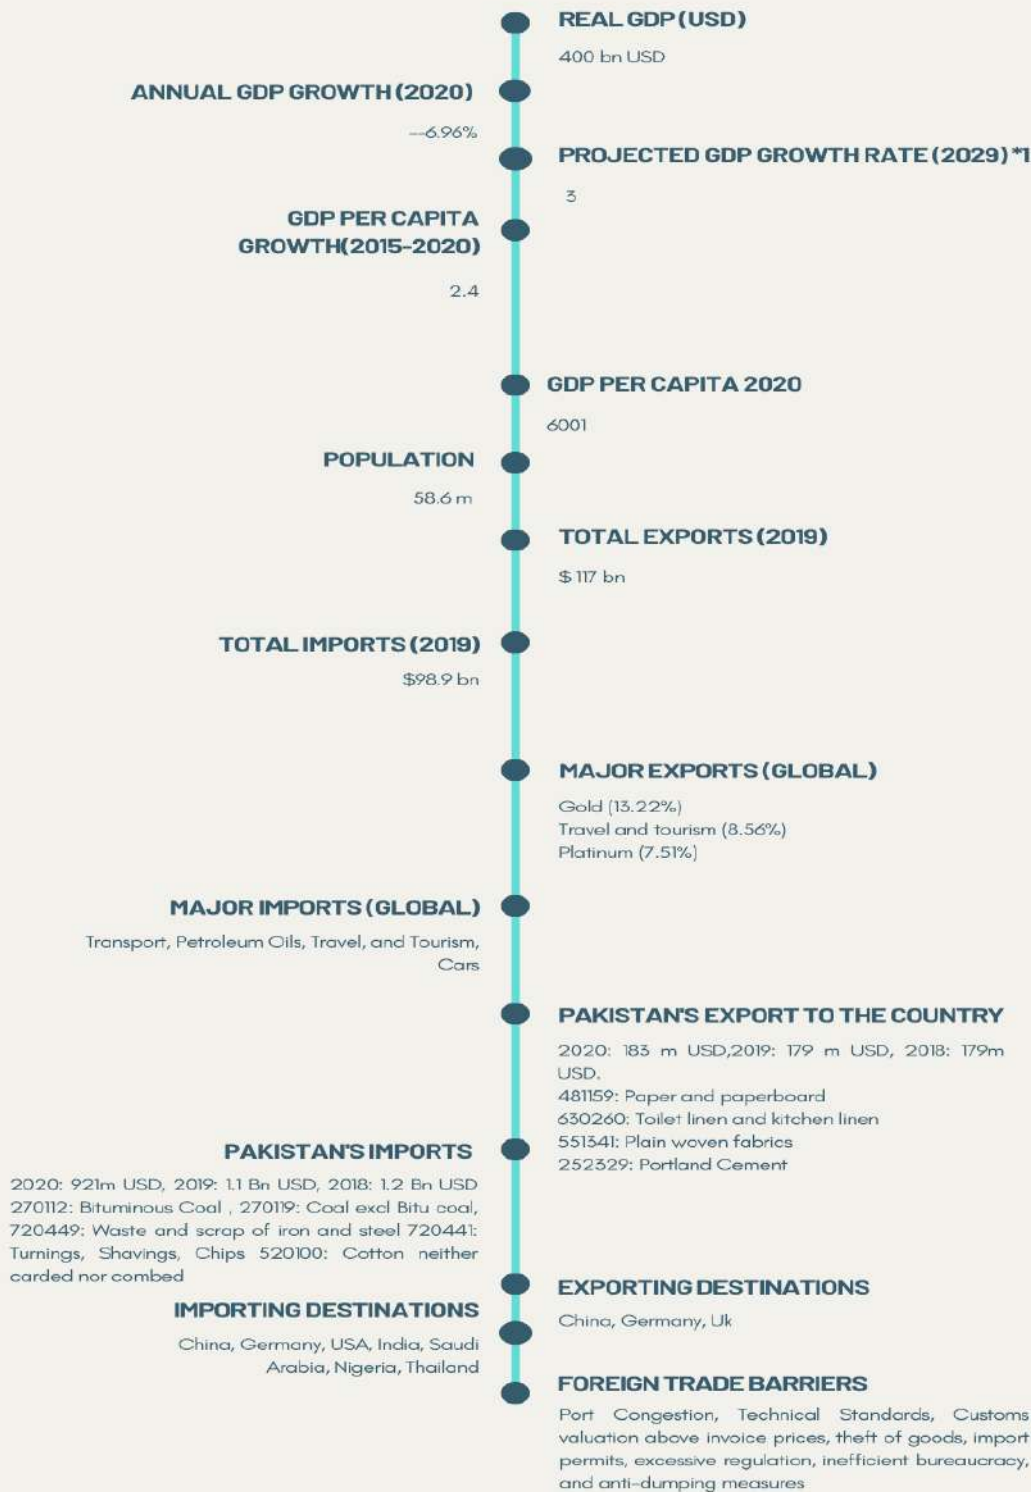 REAL GDP (USD)
400 bn USD
ANNUAL GDP GROWTH (2020)
--6.96%
PROJECTED GDP GROWTH RATE (2029) *1
3
GDP PER CAPITA
GROWTH(2015-2020)
2.4
GDP PER CAPITA 2020
6001
POPULATION
58.6 m
TOTAL EXPORTS (2019)
$ 117 bn
TOTAL IMPORTS (2019)
$98.9 bn
MAJOR EXPORTS (GLOBAL)
Gold (13.22%)
Travel and tourism (8.56%)
Platinum (7.51%)
MAJOR IMPORTS (GLOBAL)
Transport, Petroleum Oils, Travel, and Tourism,
Cars
PAKISTAN'S EXPORT TO THE COUNTRY
2020: 183 m USD,2019: 179 m USD, 2018: 179m
USD.
481159: Paper and paperboard
630260: Toilet linen and kitchen linen
551341: Plain woven fabrics
252329: Portland Cement
PAKISTAN'S IMPORTS
2020: 921m USD, 2019: 1.1 Bn USD, 2018: 1.2 Bn USD
270112: Bituminous Coal , 270119: Coal excl Bitu coal,
720449: Waste and scrap of iron and steel 720441:
Turnings, Shavings, Chips 520100: Cotton neither
carded nor combed
EXPORTING DESTINATIONS
China, Germany, Uk
IMPORTING DESTINATIONS
China, Germany, USA, India, Saudi
Arabia, Nigeria, Thailand
FOREIGN TRADE BARRIERS
Port Congestion, Technical Standards, Customs
valuation above invoice prices, theft of goods, import
permits, excessive regulation, inefficient bureaucracy,
and anti-dumping measures